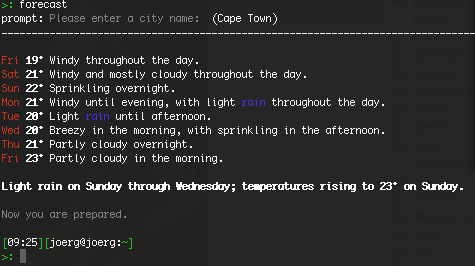 >: forecast
prompt: Please enter a city name:  (Cape Town)
--------------------------------------------------------------------------------
Fri 19° Windy throughout the day.
Sat 21° Windy and mostly cloudy throughout the day.
Sun 22° Sprinkling overnight.
Mon 21° Windy until evening, with light rain throughout the day.
Tue 20° Light rain until afternoon.
Wed 20° Breezy in the morning, with sprinkling in the afternoon.
Thu 21° Partly cloudy overnight.
Fri 23° Partly cloudy in the morning.
Light rain on Sunday through Wednesday; temperatures rising to 23° on Sunday.
Now you are prepared.
[09:25][joerg@joerg:~]
>: